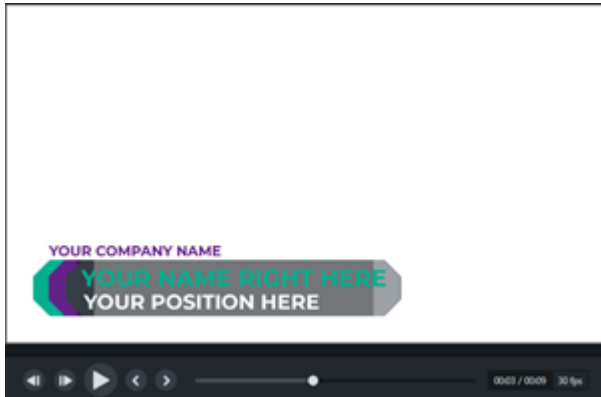 YOUR COMPANY NAME
YOUR NAME RIGHT HERE
YOUR POSITION HERE
00:03 / 00:09 30 fps